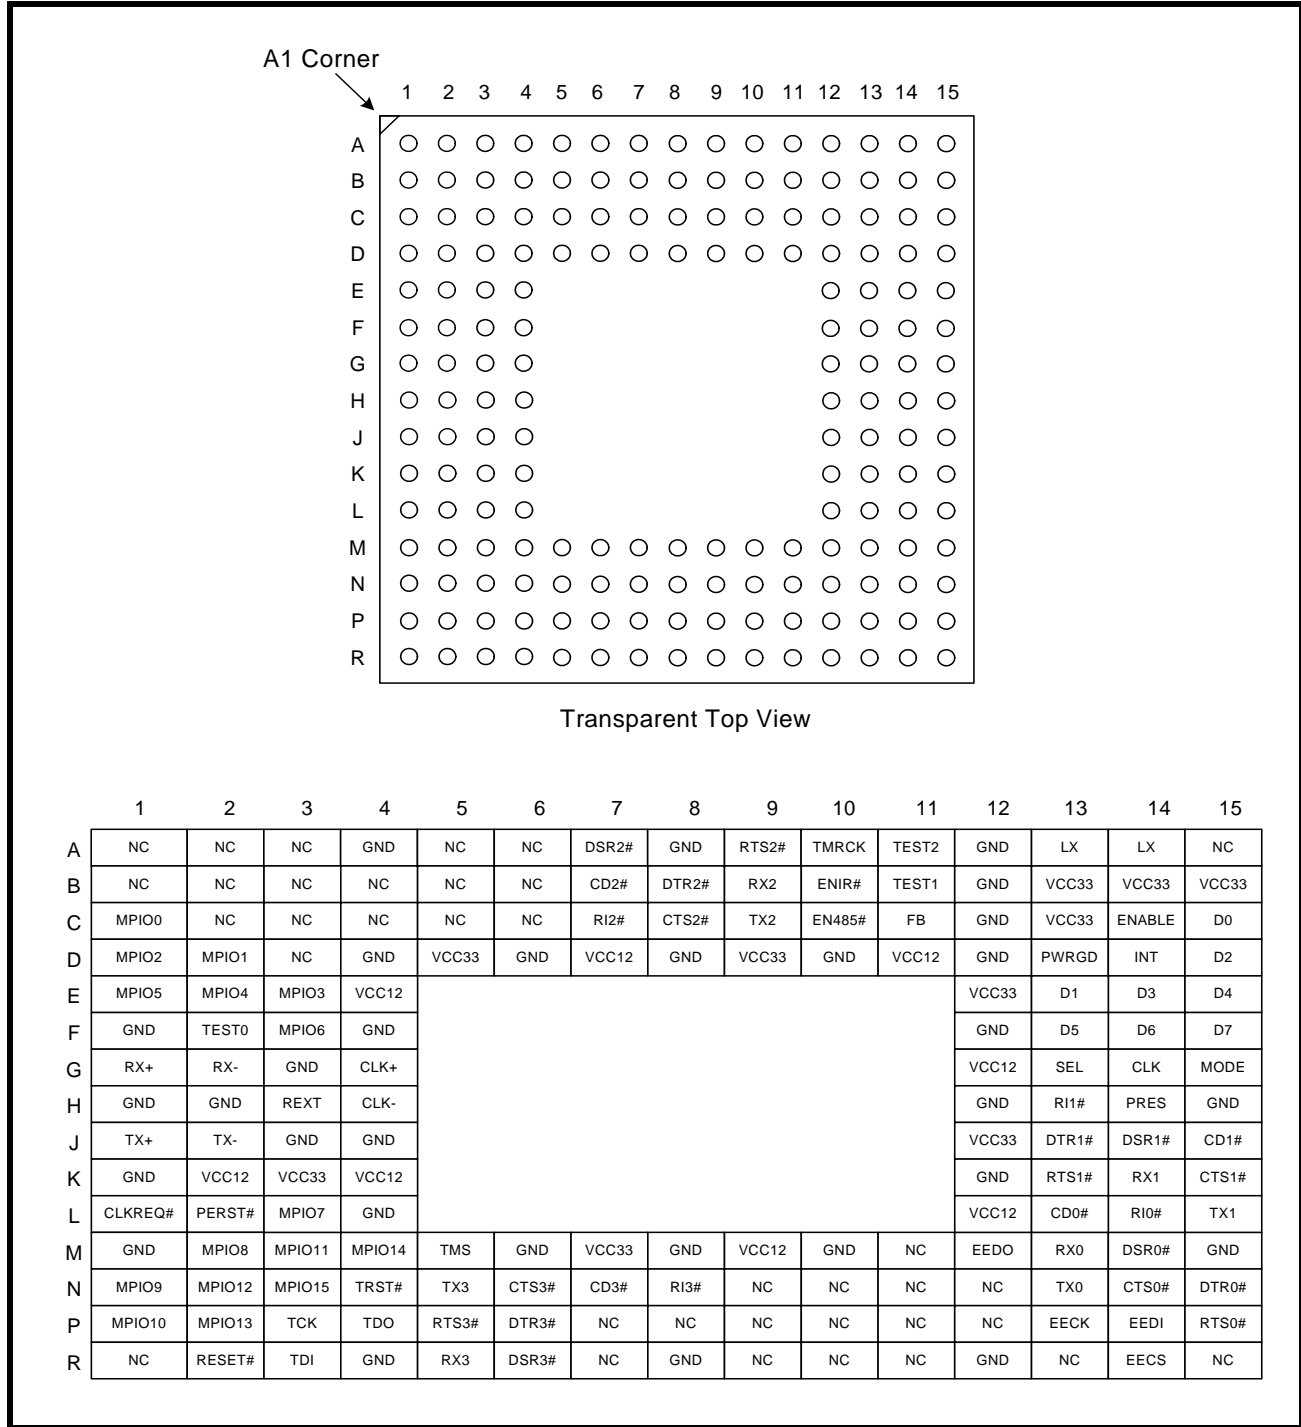 A1 Corner
1 2 3 4 5 6 7 8 9 10 11 12 13 14 15
A
B
C
D
E
F
G
H
J
K
L
M
N
P
R
Transparent Top View
1 2 3 4 5 6 7 8 9 10 11 12 13 14 15
A NC NC NC GND NC NC DSR2# GND RTS2# TMRCK TEST2 GND LX LX NC
B NC NC NC NC NC NC CD2# DTR2# RX2 ENIR# TEST1 GND VCC33 VCC33 VCC33
C MPIO0 NC NC NC NC NC RI2# CTS2# TX2 EN485# FB GND VCC33 ENABLE D0
D MPIO2 MPIO1 NC GND VCC33 GND VCC12 GND VCC33 GND VCC12 GND PWRGD INT D2
E MPIO5 MPIO4 MPIO3 VCC12 VCC33 D1 D3 D4
F GND TEST0 MPIO6 GND GND D5 D6 D7
G RX+ RX- GND CLK+ VCC12 SEL CLK MODE
H GND GND REXT CLK- GND RI1# PRES GND
J TX+ TX- GND GND VCC33 DTR1# DSR1# CD1#
K GND VCC12 VCC33 VCC12 GND RTS1# RX1 CTS1#
L CLKREQ# PERST# MPIO7 GND VCC12 CD0# RI0# TX1
M GND MPIO8 MPIO11 MPIO14 TMS GND VCC33 GND VCC12 GND NC EEDO RX0 DSR0# GND
N MPIO9 MPIO12 MPIO15 TRST# TX3 CTS3# CD3# RI3# NC NC NC NC TX0 CTS0# DTR0#
P MPIO10 MPIO13 TCK TDO RTS3# DTR3# NC NC NC NC NC NC EECK EEDI RTS0#
R NC RESET# TDI GND RX3 DSR3# NC GND NC NC NC GND NC EECS NC